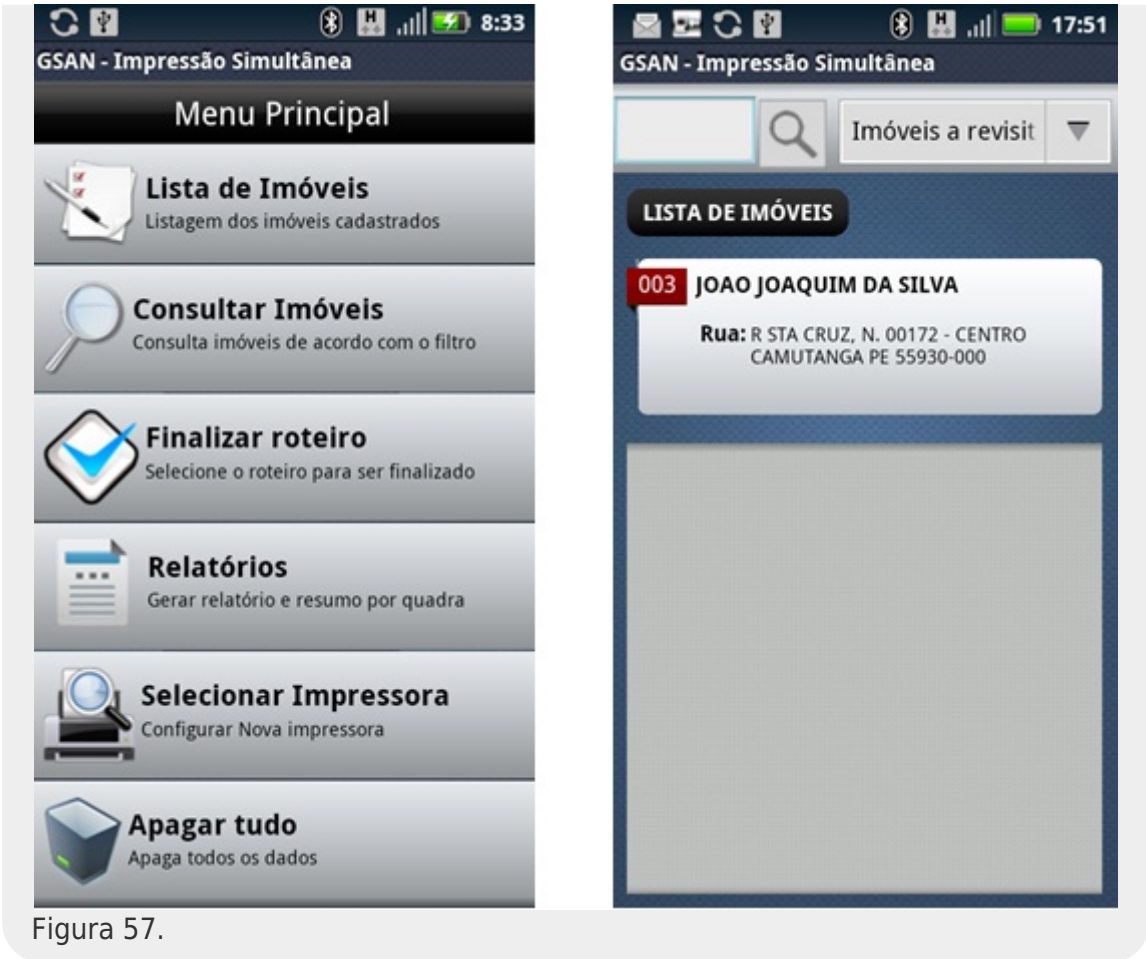 8:33
GSAN - Impressão Simultânea
Menu Principal
Lista de Imóveis
Listagem dos imóveis cadastrados
Consultar Imóveis
Consulta imóveis de acordo com o filtro
Finalizar roteiro
Selecione o roteiro para ser finalizado
Relatórios
Gerar relatório e resumo por quadra
Selecionar Impressora
Configurar Nova impressora
Apagar tudo
Apaga todos os dados
17:51
GSAN - Impressão Simultânea
Imóveis a revisit
LISTA DE IMÓVEIS
003 JOAO JOAQUIM DA SILVA
Rua: R STA CRUZ, N. 00172 - CENTRO
CAMUTANGA PE 55930-000
Figura 57.